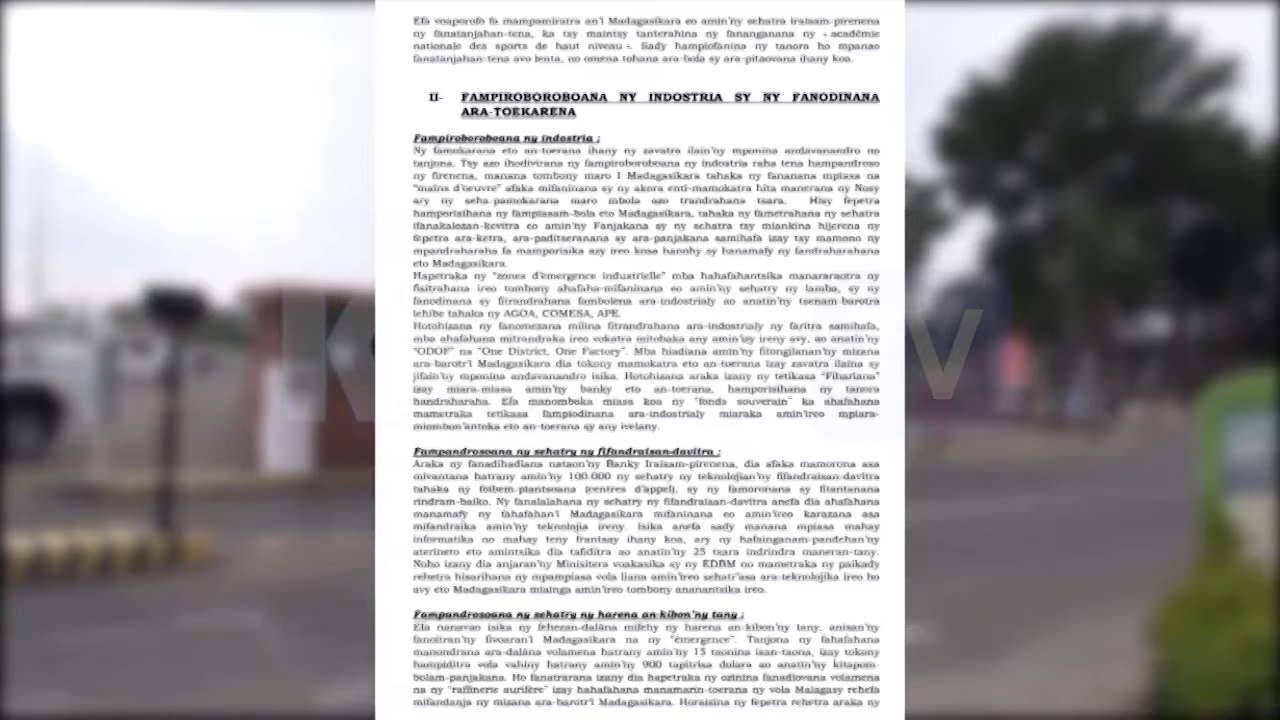 Efa voaporofo fa mampamiratra an'i Madagasikara eo amin'ny sehatra iraisam-pirenena
ny fanatanjahan-tena, ka tsy maintsy tanterahina ny fananganana ny « académie
nationale des sports de haut niveau ». Sady hampiofanina ny tanora ho mpanao
fanatanjahan-tena avo lenta, no omena tohana ara-bola sy ara-pitaovana ihany koa.
II- FAMPIROBOROBOANA NY INDOSTRIA SY NY FANODINANA
ARA-TOEKARENA
Fampiroboroboana ny indostria :
Ny famokarana eto an-toerana ihany ny zavatra ilain'ny mponina andavanandro no
tanjona. Tsy azo ihodivirana ny fampiroboroboana ny indostria raha tena hampandroso
ny firenena, manana tombony maro I Madagasikara tahaka ny fananana mpiasa na
"mains d'oeuvre" afaka mifaninana sy ny akora enti-mamokatra hita manerana ny Nosy
ary ny seha-pamokarana maro mbola azo trandrahana tsara. Hisy fepetra
hamporisihana ny fampiasam-bola eto Madagasikara, tahaka ny fametrahana ny sehatra
ifanakalozan-kevitra eo amin'ny Fanjakana sy ny sehatra tsy miankina hijerena ny
fepetra ara-ketra, ara-paditseranana sy ara-panjakana samihafa izay tsy mamono ny
mpandraharaha fa mamporisika azy ireo kosa hanohy sy hanamafy ny fandraharahana
eto Madagasikara.
Hapetraka ny "zones d'émergence industrielle" mba hahafahantsika manararaotra ny
fisitrahana ireo tombony ahafaha-mifaninana eo amin'ny sehatry ny lamba, sy ny
fanodinana sy fitrandrahana fambolena ara-indostrialy ao anatin'ny tsenam-barotra
lehibe tahaka ny AGOA, COMESA, APE.
Hotohizana ny fanomezana milina fitrandrahana ara-indostrialy ny faritra samihafa,
mba ahafahana mitrandraka ireo vokatra mitobaka any amin'izy ireny avy, ao anatin'ny
"ODOF" na "One District, One Factory". Mba hiadiana amin'ny fitongilanan'ny mizana
ara-barotr'i Madagasikara dia tokony mamokatra eto an-toerana izay zavatra ilaina sy
jifain'ny mponina andavanandro isika. Hotohizana araka izany ny tetikasa "Fihariana"
izay miara-miasa amin'ny banky eto an-toerana, hamporisihana ny tanora
handraharaha. Efa manomboka miasa koa ny "fonds souverain" ka ahafahana
mametraka tetikasa fampiodinana ara-indostrialy miaraka amin'ireo mpiara-
miombon'antoka eto an-toerana sy any ivelany.
Fampandrosoana ny sehatry ny fifandraisan-davitra :
Araka ny fanadihadiana nataon'ny Banky Iraisam-pirenena, dia afaka mamorona asa
mivantana hatrany amin'ny 100.000 ny sehatry ny teknolojian'ny fifandraisan-davitra
tahaka ny foibem-piantsoana (centres d'appel), sy ny famoronana sy fitantanana
rindram-baiko. Ny fanalalahana ny sehatry ny fifandraisan-davitra anefa dia ahafahana
manamafy ny fahafahan'i Madagasikara mifaninana eo amin'ireo karazana asa
mifandraika amin'ny teknolojia ireny. Isika anefa sady manana mpiasa mahay
informatika no mahay teny frantsay ihany koa, ary ny hafainganam-pandehan'ny
aterineto eto amintsika dia tafiditra ao anatin'ny 25 tsara indrindra maneran-tany.
Noho izany dia anjaran'ny Minisitera voakasika sy ny EDBM no mametraka ny paikady
rehetra hisarihana ny mpampiasa vola liana amin'ireo sehatr'asa ara-teknolojika ireo ho
avy eto Madagasikara miainga amin'ireo tombony ananantsika ireo.
Fampandrosoana ny sehatry ny harena an-kibon'ny tany :
Efa nanavao isika ny fehezan-dalàna mifehy ny harena an-kibon'ny tany, anisan'ny
fanoitran'ny fivoaran'i Madagasikara na ny "émergence". Tanjona ny fahafahana
manondrana ara-dalàna volamena hatrany amin'ny 15 taonina isan-taona, izay tokony
hampiditra vola vahiny hatrany amin'ny 900 tapitrisa dolara ao anatin'ny kitapom-
bolam-panjakana. Ho fanatrarana izany dia hapetraka ny ozinina fanadiovana volamena
na ny "raffinerie aurifère" izay hahafahana manamarin-toerana ny vola Malagasy rehefa
mifandanja ny mizana ara-barotr'i Madagasikara. Horaisina ny fepetra rehetra araka ny